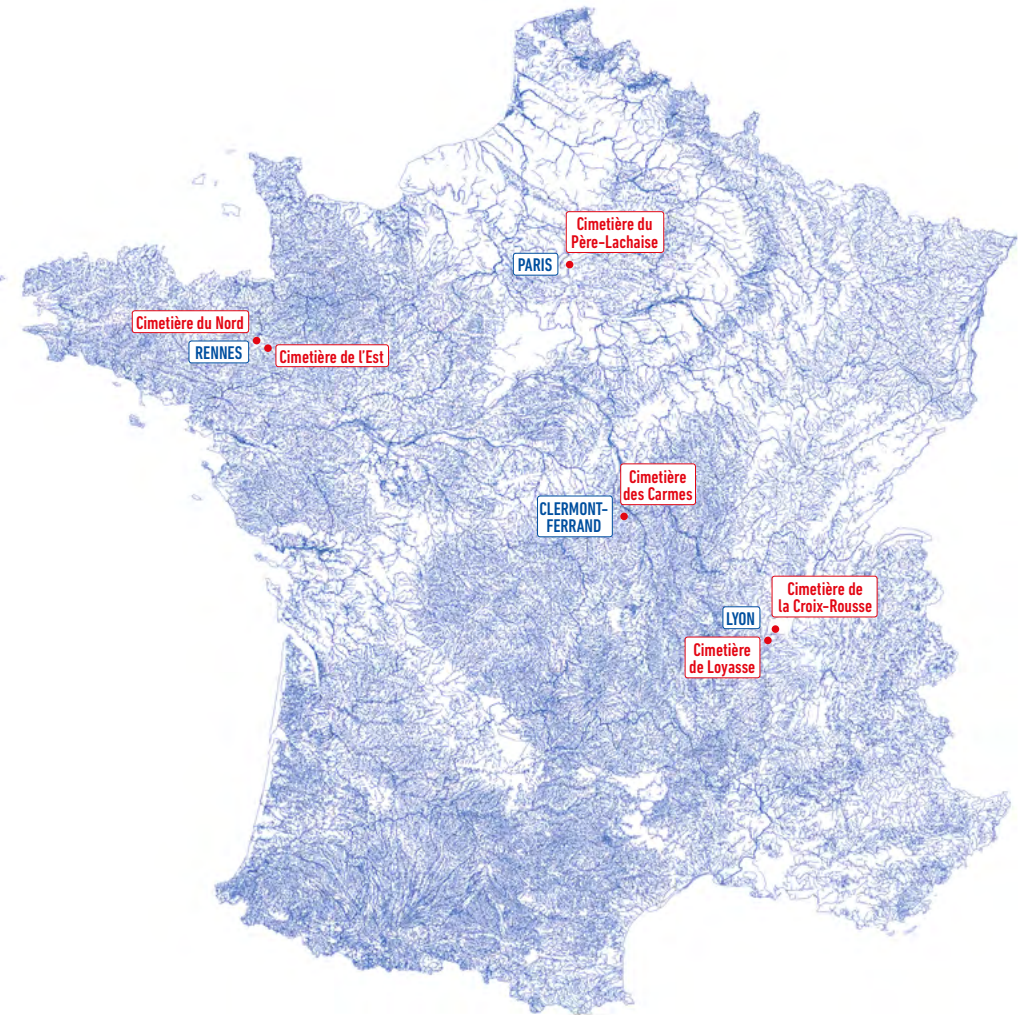 Cimetière du
Père-Lachaise
PARIS
Cimetière du Nord
RENNES
Cimetière de l'Est
Cimetière
des Carmes
CLERMONT-
FERRAND
Cimetière de
la Croix-Rousse
LYON
Cimetière
de Loyasse